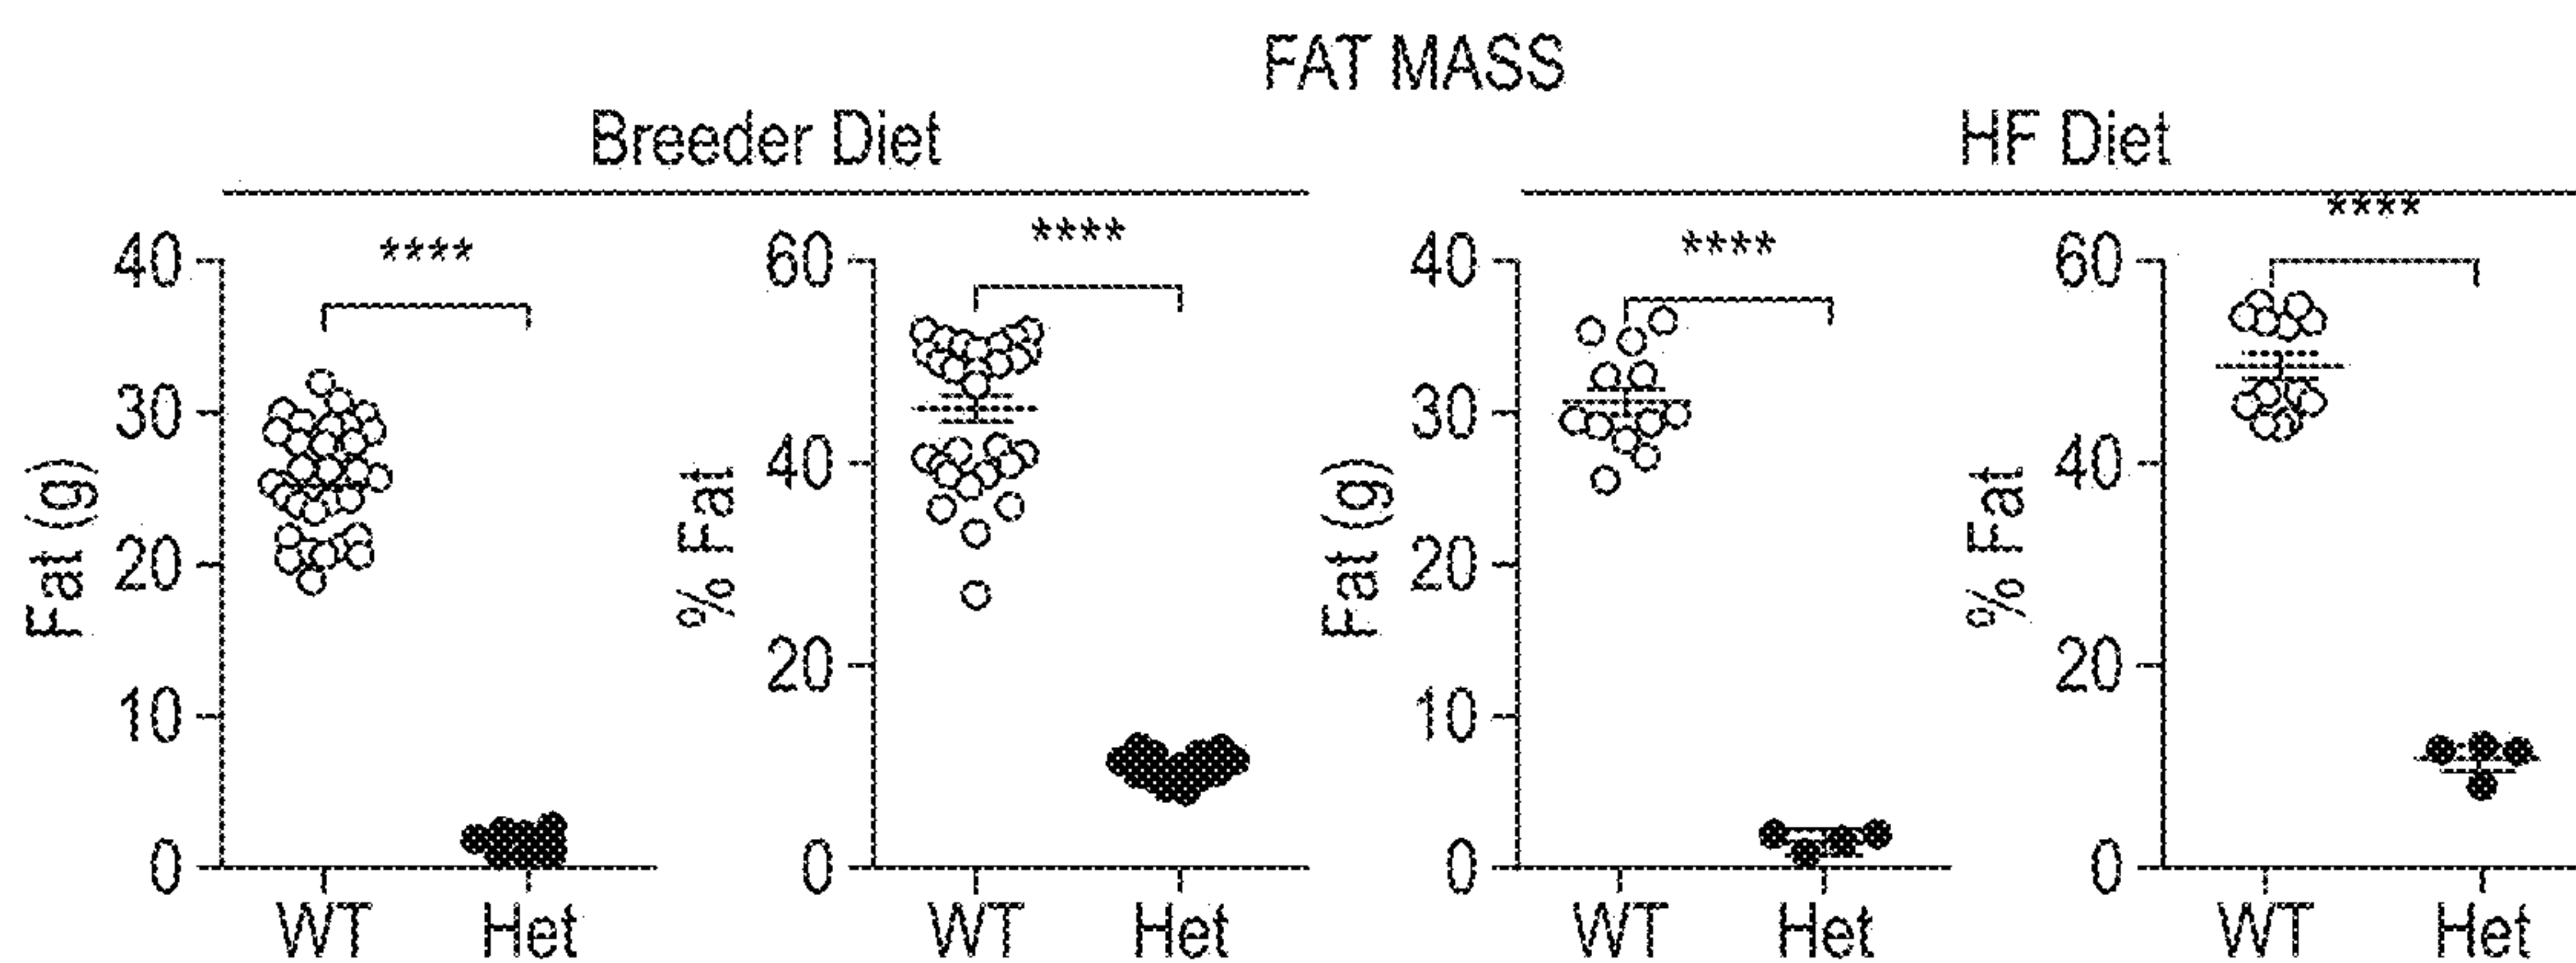 FAT MASS
Breeder Diet
HF Diet
Fat (g)
40
30
20
10
0
****
WT
Het
% Fat
60
40
20
0
****
WT
Het
Fat (g)
40
30
20
10
0
****
WT
Het
% Fat
60
40
20
0
****
WT
Het